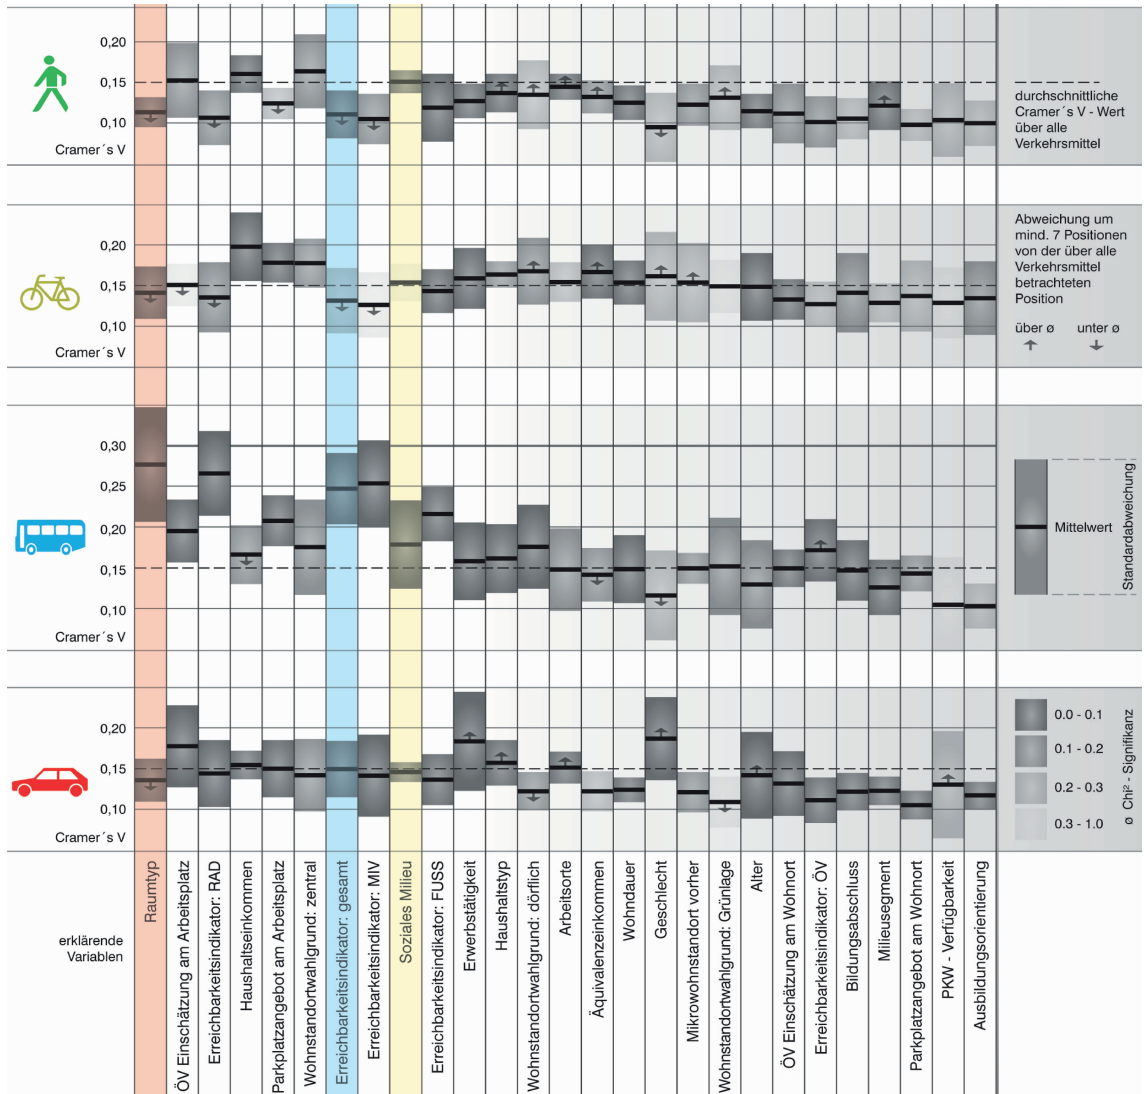 0,20
0,15
0,10
Cramer´s V
durchschnittliche
Cramer´s V - Wert
über alle
Verkehrsmittel
0,20
0,15
0,10
Cramer´s V
Abweichung um
mind. 7 Positionen
von der über alle
Verkehrsmittel
betrachteten
Position
über ø
unter ø
0,30
0,25
0,20
0,15
0,10
Cramer´s V
Mittelwert
Standardabweichung
0,20
0,15
0,10
Cramer´s V
0.0 - 0.1
0.1 - 0.2
0.2 - 0.3
0.3 - 1.0
ø Chi² - Signifikanz
erklärende
Variablen
Raumtyp
ÖV Einschätzung am Arbeitsplatz
Erreichbarkeitsindikator: RAD
Haushaltseinkommen
Parkplatzangebot am Arbeitsplatz
Wohnstandortwahlgrund: zentral
Erreichbarkeitsindikator: gesamt
Erreichbarkeitsindikator: MIV
Soziales Milieu
Erreichbarkeitsindikator: FUSS
Erwerbstätigkeit
Haushaltstyp
Wohnstandortwahlgrund: dörflich
Arbeitsorte
Äquivalenzeinkommen
Wohndauer
Geschlecht
Mikrowohnstandort vorher
Wohnstandortwahlgrund: Grünlage
Alter
ÖV Einschätzung am Wohnort
Erreichbarkeitsindikator: ÖV
Bildungsabschluss
Milieusegment
Parkplatzangebot am Wohnort
PKW - Verfügbarkeit
Ausbildungsorientierung